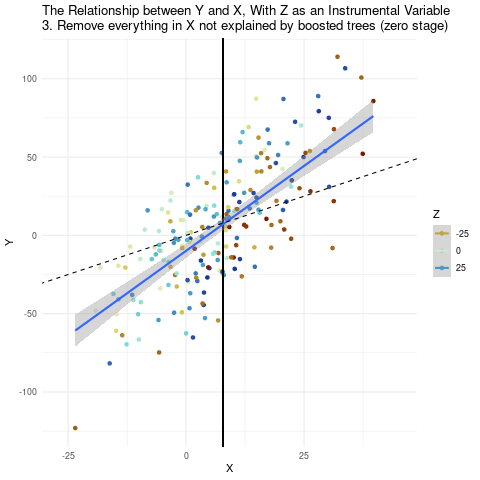 The Relationship between Y and X, With Z as an Instrumental Variable
3. Remove everything in X not explained by boosted trees (zero stage)
100
50
0
-50
-100
Y
-25
0
25
X
Z
-25
0
25